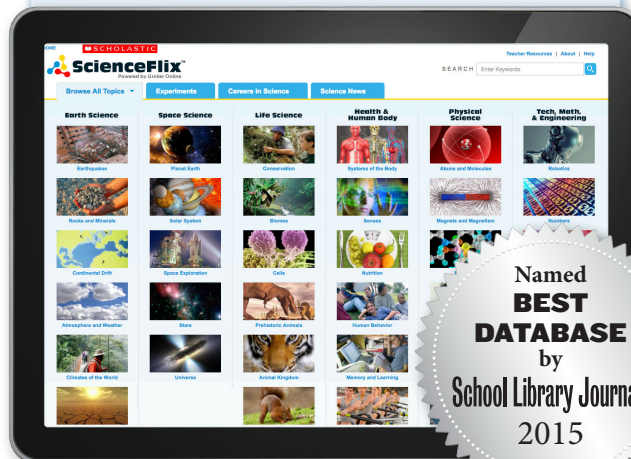 HOME
SCHOLASTIC
ScienceFlix™
Powered by Grolier Online
Teacher Resources | About | Help
SEARCH Enter Keywords
Browse All Topics Experiments Careers In Science Science News
Earth Science Space Science Life Science Health & Human Body Physical Science Tech, Math, & Engineering
Earthquakes Planet Earth Conservation Systems of the Body Atoms and Molecules Robotics
Rocks and Minerals Solar System Biomes Senses Magnets and Magnetism Numbers
Continental Drift Space Exploration Cells Nutrition
Atmosphere and Weather Stars Prehistoric Animals Human Behavior
Climates of the World Universe Animal Kingdom Memory and Learning
Named
BEST
DATABASE
by
School Library Journa
2015